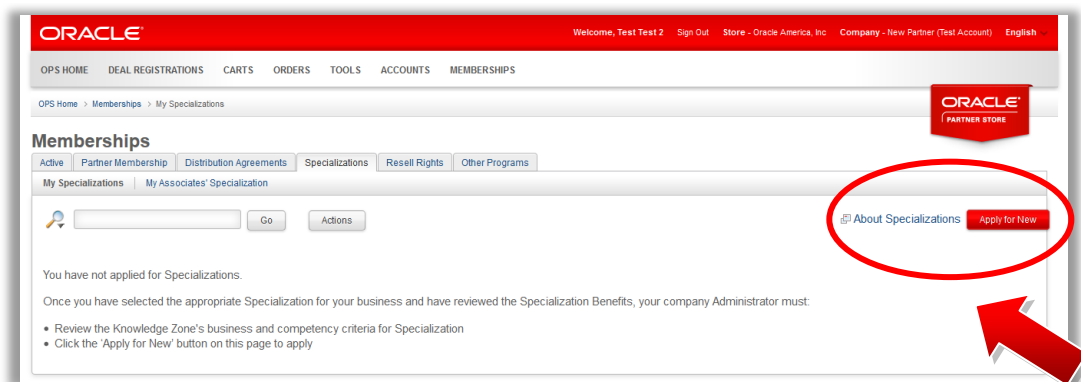 ORACLE
Welcome, Test Test 2 Sign Out Store - Oracle America, Inc Company - New Partner (Test Account) English
OPS HOME DEAL REGISTRATIONS CARTS ORDERS TOOLS ACCOUNTS MEMBERSHIPS
OPS Home > Memberships > My Specializations
ORACLE
PARTNER STORE
Memberships
Active Partner Membership Distribution Agreements Specializations Resell Rights Other Programs
My Specializations My Associates' Specialization
Go Actions About Specializations Apply for New
You have not applied for Specializations.
Once you have selected the appropriate Specialization for your business and have reviewed the Specialization Benefits, your company Administrator must:
• Review the Knowledge Zone's business and competency criteria for Specialization
• Click the 'Apply for New' button on this page to apply